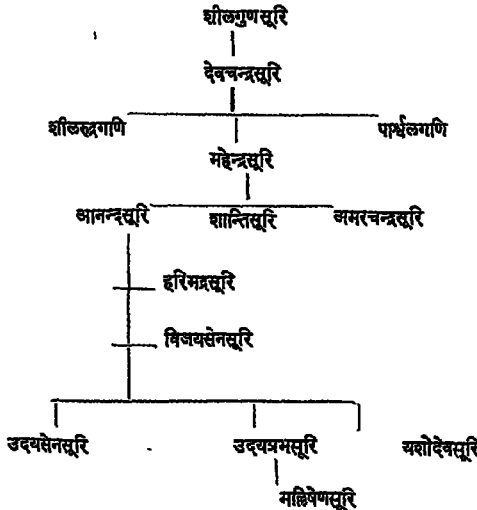 शीलगुणसूरि
देवचन्द्रसूरि
शीलरुद्रगणि पार्श्वलगणि
महेन्द्रसूरि
आनन्दसूरि शान्तिसूरि अमरचन्द्रसूरि
हरिभद्रसूरि
विजयसेनसूरि
उदयसेनसूरि उदयप्रभसूरि यशोदेवसूरि
मल्लिषेणसूरि